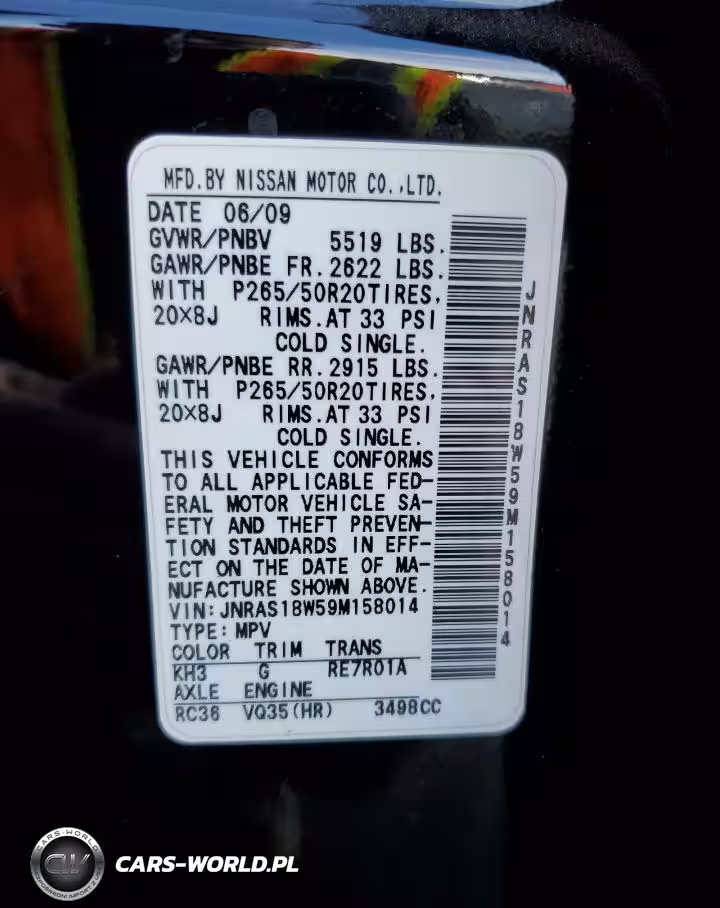 MFD.BY NISSAN MOTOR CO.,LTD.
DATE 06/09
GVWR/PNBV 5519 LBS.
GAWR/PNBE FR. 2622 LBS.
WITH P265/50R20TIRES,
20×8J RIMS.AT 33 PSI
COLD SINGLE.
GAWR/PNBE RR. 2915 LBS.
WITH P265/50R20TIRES,
20×8J RIMS.AT 33 PSI
COLD SINGLE.
THIS VEHICLE CONFORMS
TO ALL APPLICABLE FED-
ERAL MOTOR VEHICLE SA-
FETY AND THEFT PREVEN-
TION STANDARDS IN EFF-
ECT ON THE DATE OF MA-
NUFACTURE SHOWN ABOVE.
VIN:JNRAS18W59M158014
TYPE:MPV
COLOR TRIM TRANS
KH3 G RE7R01A
AXLE ENGINE
RC36 VQ35(HR) 3498CC
JNRAS18W59M158014
CARS-WORLD
CW
CARS-WORLD.PL